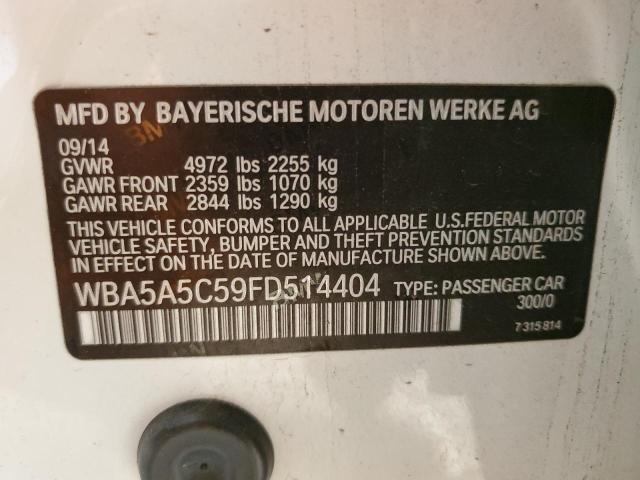 MFD BY BAYERISCHE MOTOREN WERKE AG
09/14
GVWR 4972 lbs 2255 kg
GAWR FRONT 2359 lbs 1070 kg
GAWR REAR 2844 lbs 1290 kg
THIS VEHICLE CONFORMS TO ALL APPLICABLE U.S.FEDERAL MOTOR
VEHICLE SAFETY, BUMPER AND THEFT PREVENTION STANDARDS
IN EFFECT ON THE DATE OF MANUFACTURE SHOWN ABOVE.
WBA5A5C59FD514404 TYPE: PASSENGER CAR
300/0
7315814